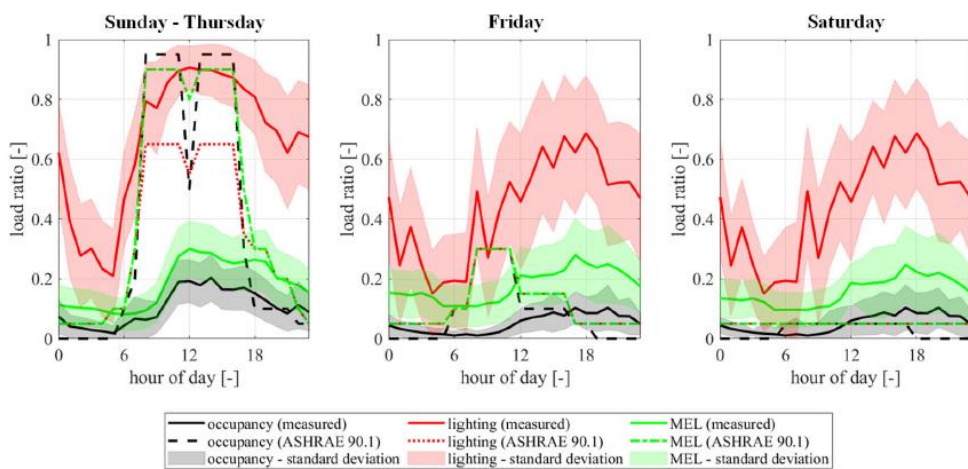 Sunday - Thursday
Friday
Saturday
load ratio [-]
1
0.8
0.6
0.4
0.2
0
0
6
12
18
hour of day [-]
load ratio [-]
1
0.8
0.6
0.4
0.2
0
0
6
12
18
hour of day [-]
load ratio [-]
1
0.8
0.6
0.4
0.2
0
0
6
12
18
hour of day [-]
occupancy (measured)
lighting (measured)
MEL (measured)
occupancy (ASHRAE 90.1)
lighting (ASHRAE 90.1)
MEL (ASHRAE 90.1)
occupancy - standard deviation
lighting - standard deviation
MEL - standard deviation